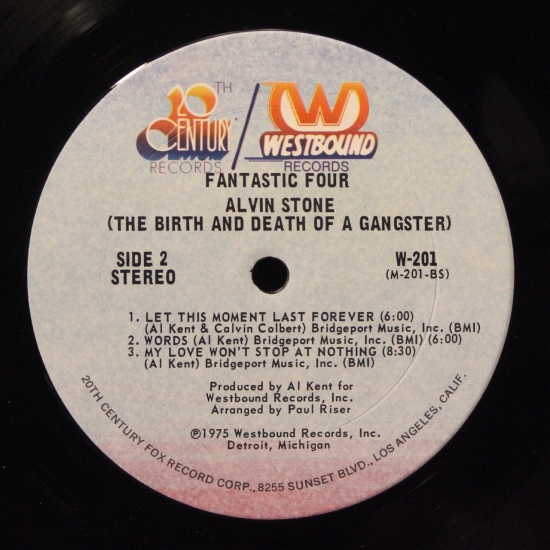 20TH CENTURY RECORDS / WESTBOUND RECORDS
FANTASTIC FOUR
ALVIN STONE
(THE BIRTH AND DEATH OF A GANGSTER)
SIDE 2 W-201
STEREO (M-201-BS)
1. LET THIS MOMENT LAST FOREVER (6:00)
(Al Kent & Calvin Colbert) Bridgeport Music, Inc. (BMI)
2. WORDS (Al Kent) Bridgeport Music, Inc. (BMI) (6:00)
3. MY LOVE WON'T STOP AT NOTHING (8:30)
(Al Kent) Bridgeport Music, Inc. (BMI)
Produced by Al Kent for
Westbound Records, Inc.
Arranged by Paul Riser
℗1975 Westbound Records, Inc.
Detroit, Michigan
20TH CENTURY FOX RECORD CORP., 8255 SUNSET BLVD., LOS ANGELES, CALIF.